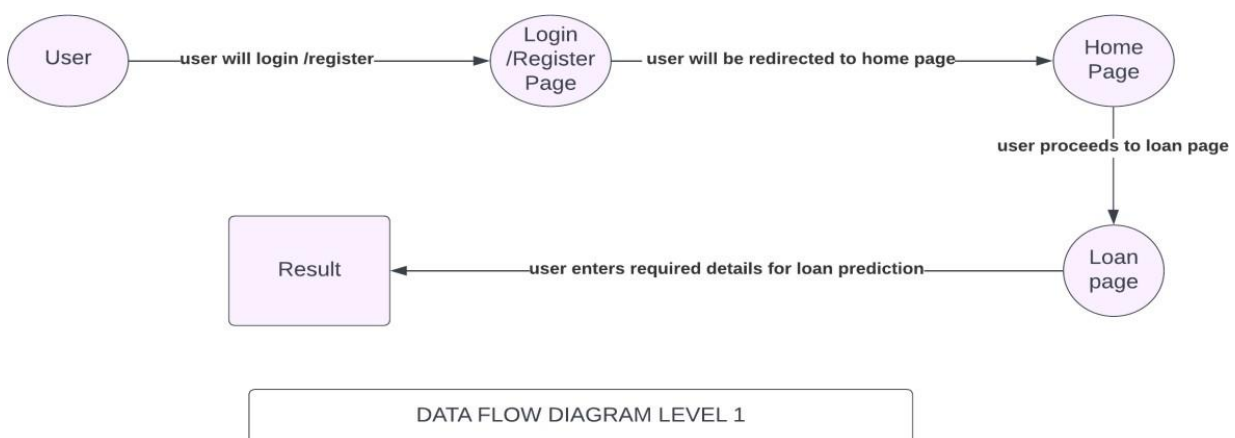 User
user will login /register
Login
/Register
Page
user will be redirected to home page
Home
Page
user proceeds to loan page
Loan
page
user enters required details for loan prediction
Result
DATA FLOW DIAGRAM LEVEL 1